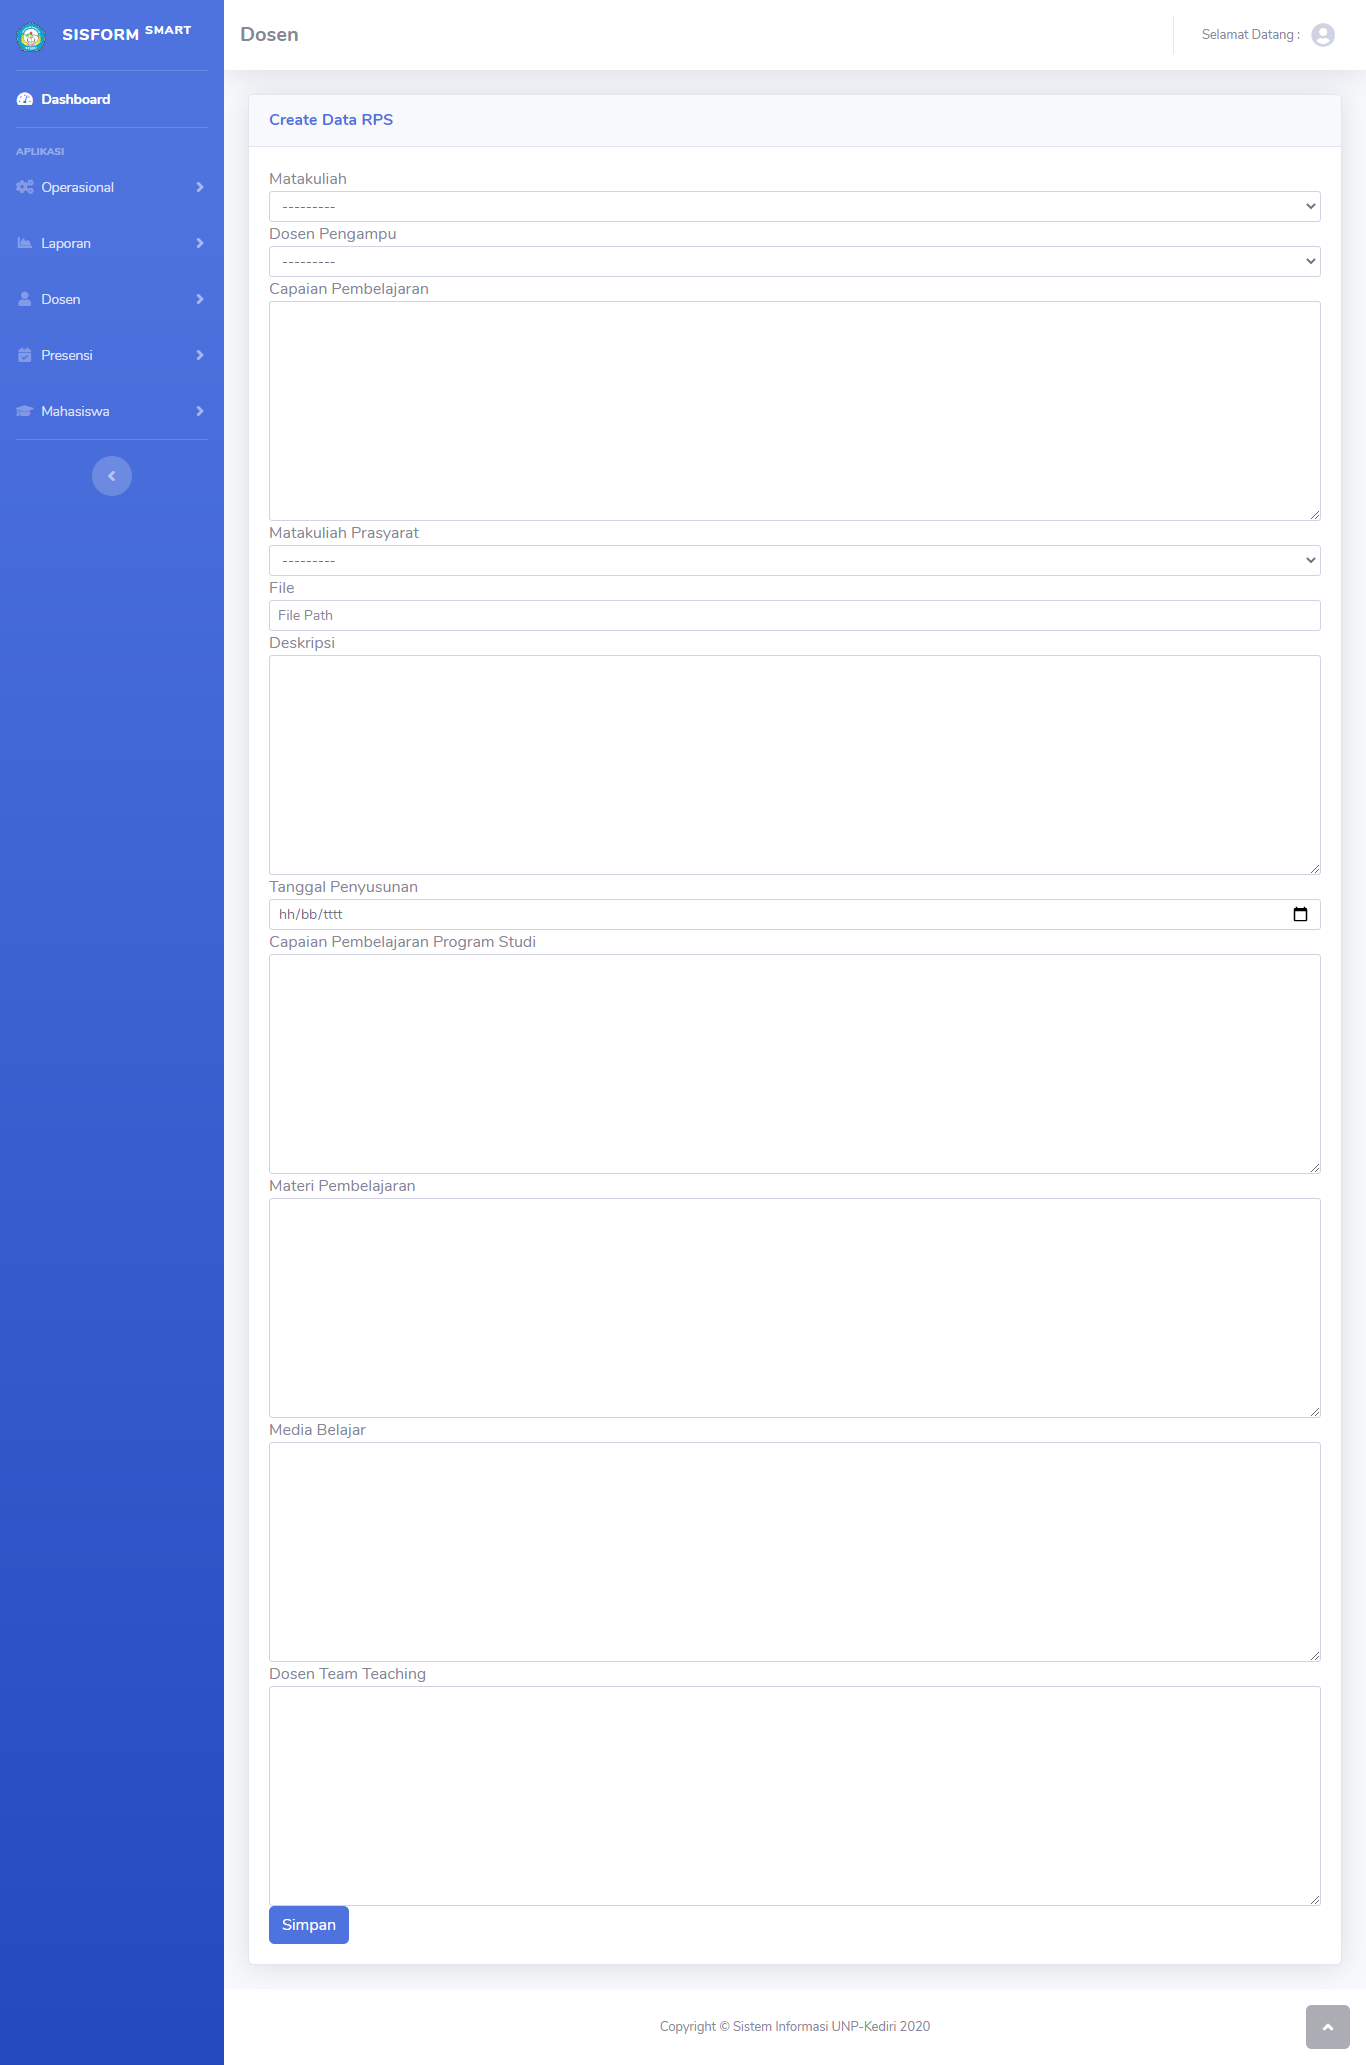 SISFORM SMART
Dashboard
APLIKASI
Operasional
Laporan
Dosen
Presensi
Mahasiswa
Dosen
Selamat Datang :
Create Data RPS
Matakuliah
---------
Dosen Pengampu
---------
Capaian Pembelajaran
Matakuliah Prasyarat
---------
File
File Path
Deskripsi
Tanggal Penyusunan
hh/bb/tttt
Capaian Pembelajaran Program Studi
Materi Pembelajaran
Media Belajar
Dosen Team Teaching
Simpan
Copyright © Sistem Informasi UNP-Kediri 2020